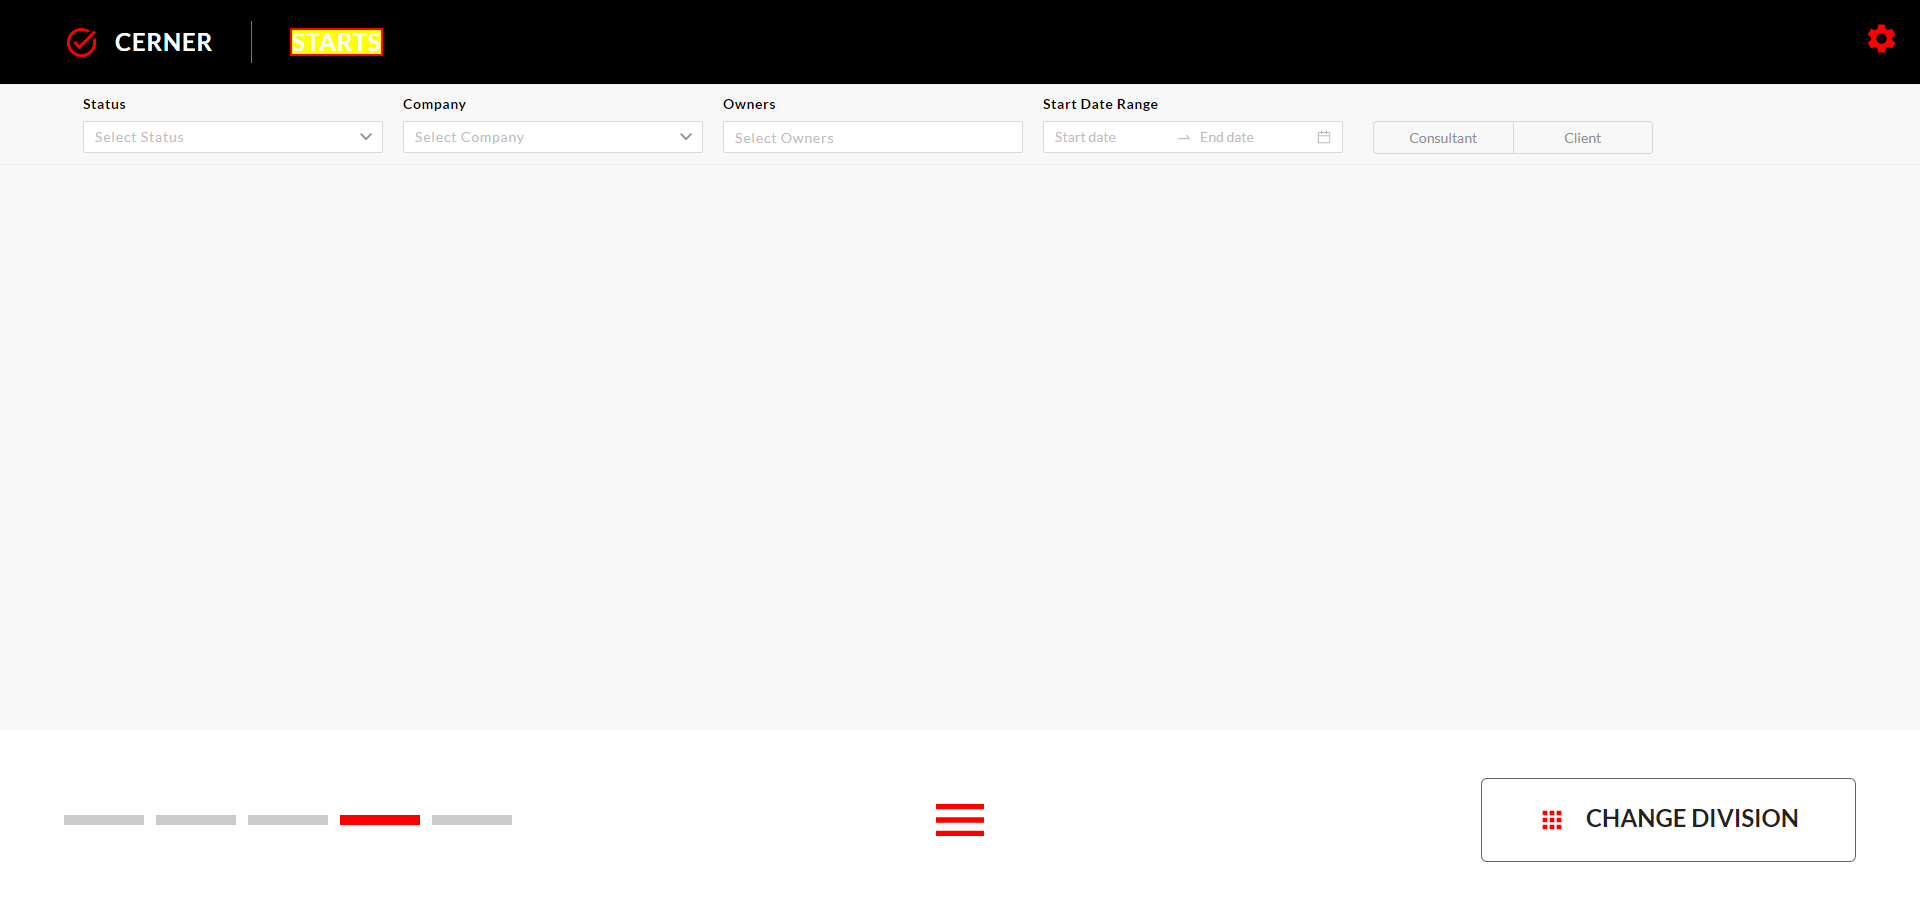 CERNER
STARTS
Status
Company
Owners
Start Date Range
Select Status
Select Company
Select Owners
Start date
End date
Consultant
Client
CHANGE DIVISION